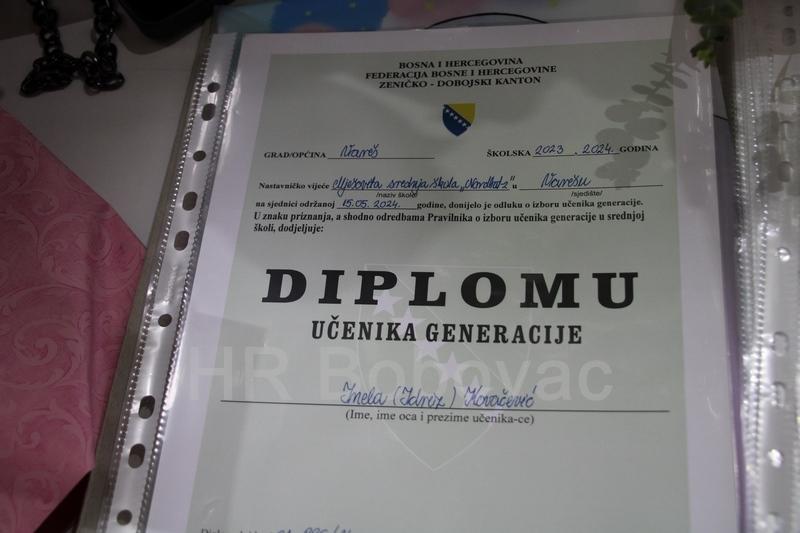 BOSNA I HERCEGOVINA
FEDERACIJA BOSNE I HERCEGOVINE
ZENIČKO - DOBOJSKI KANTON
GRAD/OPĆINA Vareš ŠKOLSKA 2023. 2024. GODINA
Nastavničko vijeće Mješovita srednja škola „Nordbat-2" u Varešu
/naziv škole/ /sjedište/
na sjednici održanoj 15.05. 2024. godine, donijelo je odluku o izboru učenika generacije.
U znaku priznanja, a shodno odredbama Pravilnika o izboru učenika generacije u srednjoj
školi, dodjeljuje:
DIPLOMU
UČENIKA GENERACIJE
HR Bobovac
Inela (Idriz) Kovačević
(Ime, ime oca i prezime učenika-ce)